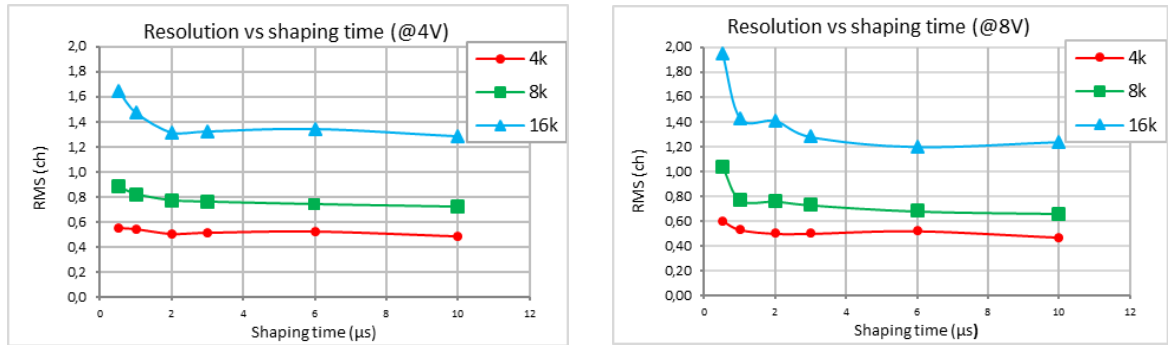 Resolution vs shaping time (@4V)
4k
8k
16k
RMS (ch)
2,0
1,8
1,6
1,4
1,2
1,0
0,8
0,6
0,4
0,2
0,0
0 2 4 6 8 10 12
Shaping time (µs)
Resolution vs shaping time (@8V)
4k
8k
16k
RMS (ch)
2,00
1,80
1,60
1,40
1,20
1,00
0,80
0,60
0,40
0,20
0,00
0 2 4 6 8 10 12
Shaping time (µs)